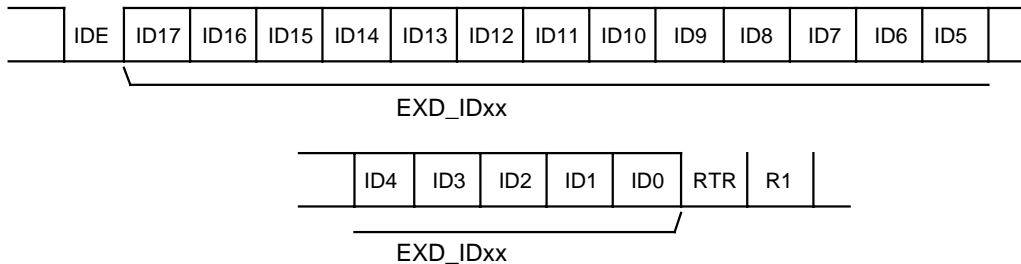 IDE ID17 ID16 ID15 ID14 ID13 ID12 ID11 ID10 ID9 ID8 ID7 ID6 ID5
EXD_IDxx
ID4 ID3 ID2 ID1 ID0 RTR R1
EXD_IDxx